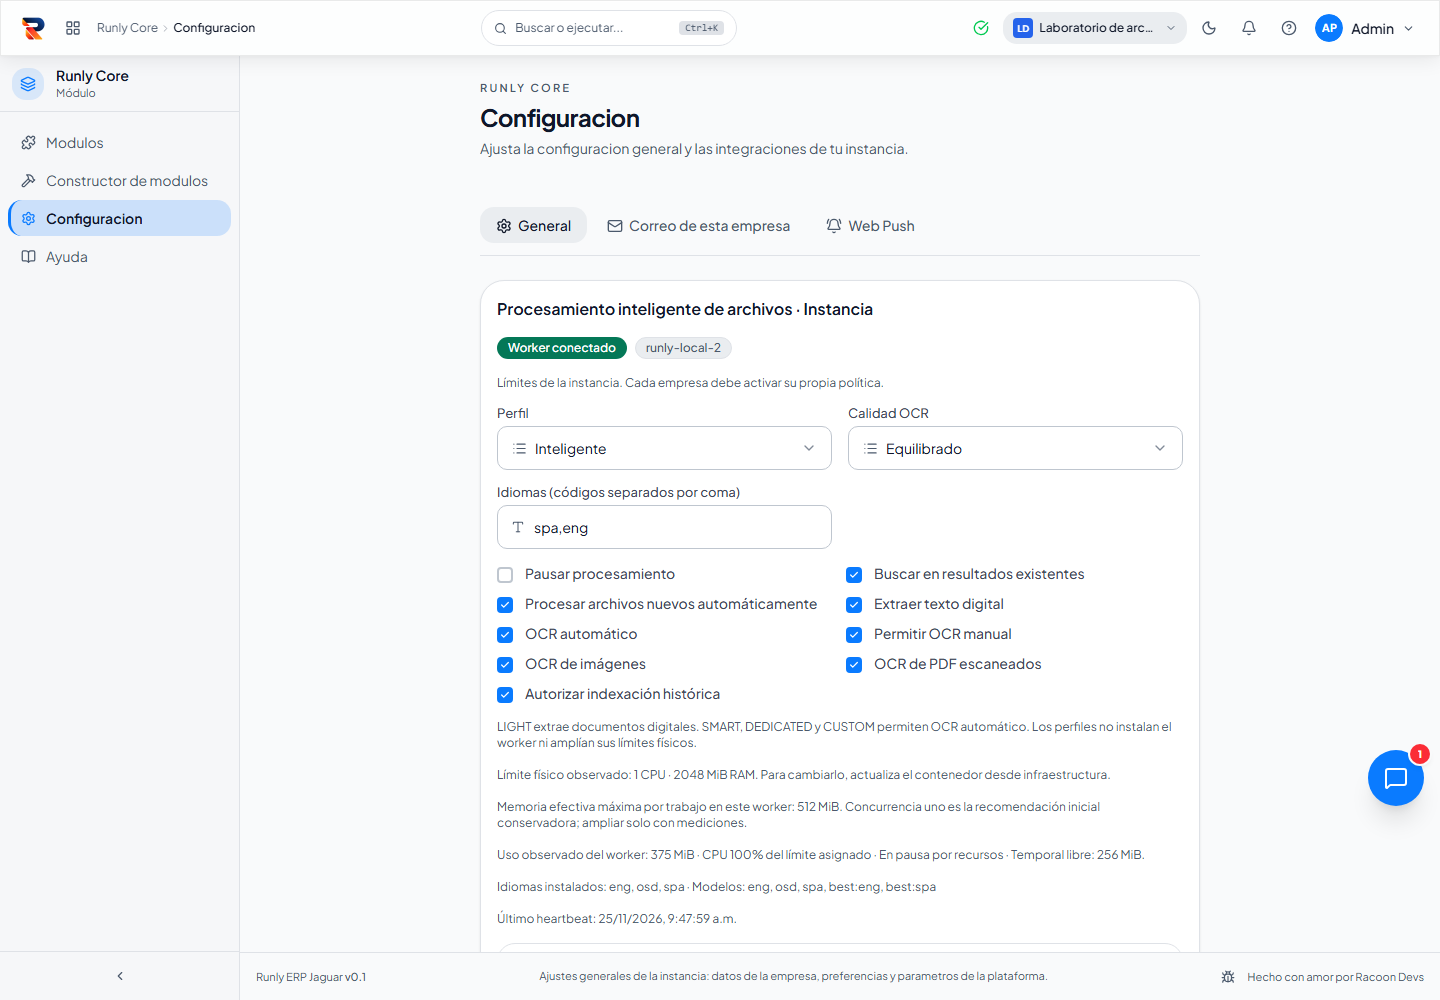 Runly Core
Configuracion
Buscar o ejecutar...
Ctrl+K
LD
Laboratorio de arc...
AP
Admin
Runly Core
Módulo
Modulos
Constructor de modulos
Configuracion
Ayuda
RUNLY CORE
Configuracion
Ajusta la configuracion general y las integraciones de tu instancia.
General
Correo de esta empresa
Web Push
Procesamiento inteligente de archivos · Instancia
Worker conectado
runly-local-2
Límites de la instancia. Cada empresa debe activar su propia política.
Perfil
Calidad OCR
Inteligente
Equilibrado
Idiomas (códigos separados por coma)
spa,eng
Pausar procesamiento
Buscar en resultados existentes
Procesar archivos nuevos automáticamente
Extraer texto digital
OCR automático
Permitir OCR manual
OCR de imágenes
OCR de PDF escaneados
Autorizar indexación histórica
LIGHT extrae documentos digitales. SMART, DEDICATED y CUSTOM permiten OCR automático. Los perfiles no instalan el
worker ni amplían sus límites físicos.
Límite físico observado: 1 CPU · 2048 MiB RAM. Para cambiarlo, actualiza el contenedor desde infraestructura.
Memoria efectiva máxima por trabajo en este worker: 512 MiB. Concurrencia uno es la recomendación inicial
conservadora; ampliar solo con mediciones.
Uso observado del worker: 375 MiB · CPU 100% del límite asignado · En pausa por recursos · Temporal libre: 256 MiB.
Idiomas instalados: eng, osd, spa · Modelos: eng, osd, spa, best:eng, best:spa
Último heartbeat: 25/11/2026, 9:47:59 a.m.
1
Runly ERP Jaguar v0.1
Ajustes generales de la instancia: datos de la empresa, preferencias y parametros de la plataforma.
Hecho con amor por Racoon Devs